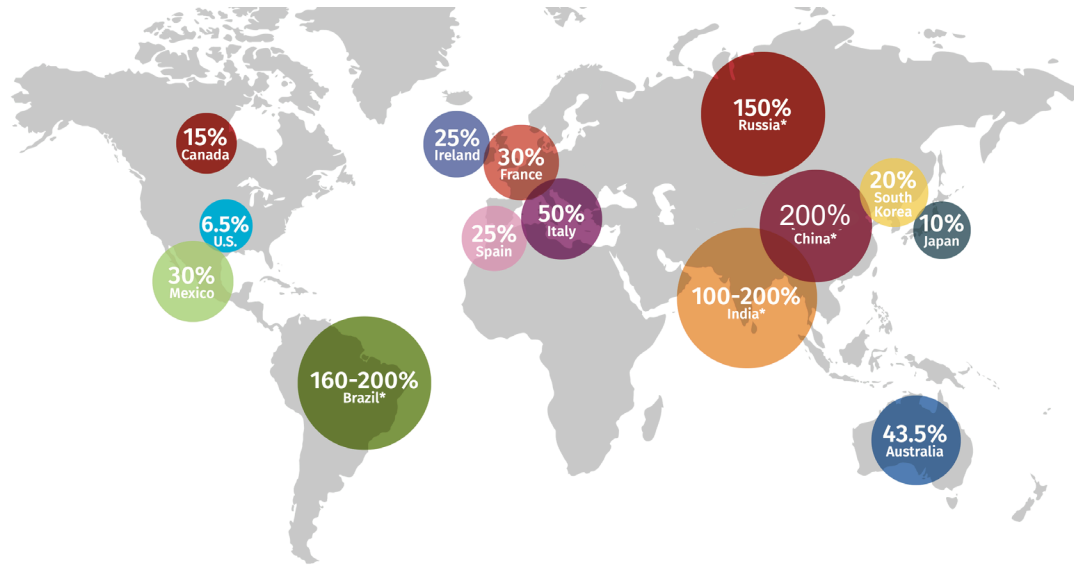 150%
Russia*
15%
Canada
25%
Ireland
30%
France
20%
South
Korea
50%
Italy
200%
China*
6.5%
U.S.
25%
Spain
10%
Japan
30%
Mexico
100-200%
India*
160-200%
Brazil*
43.5%
Australia